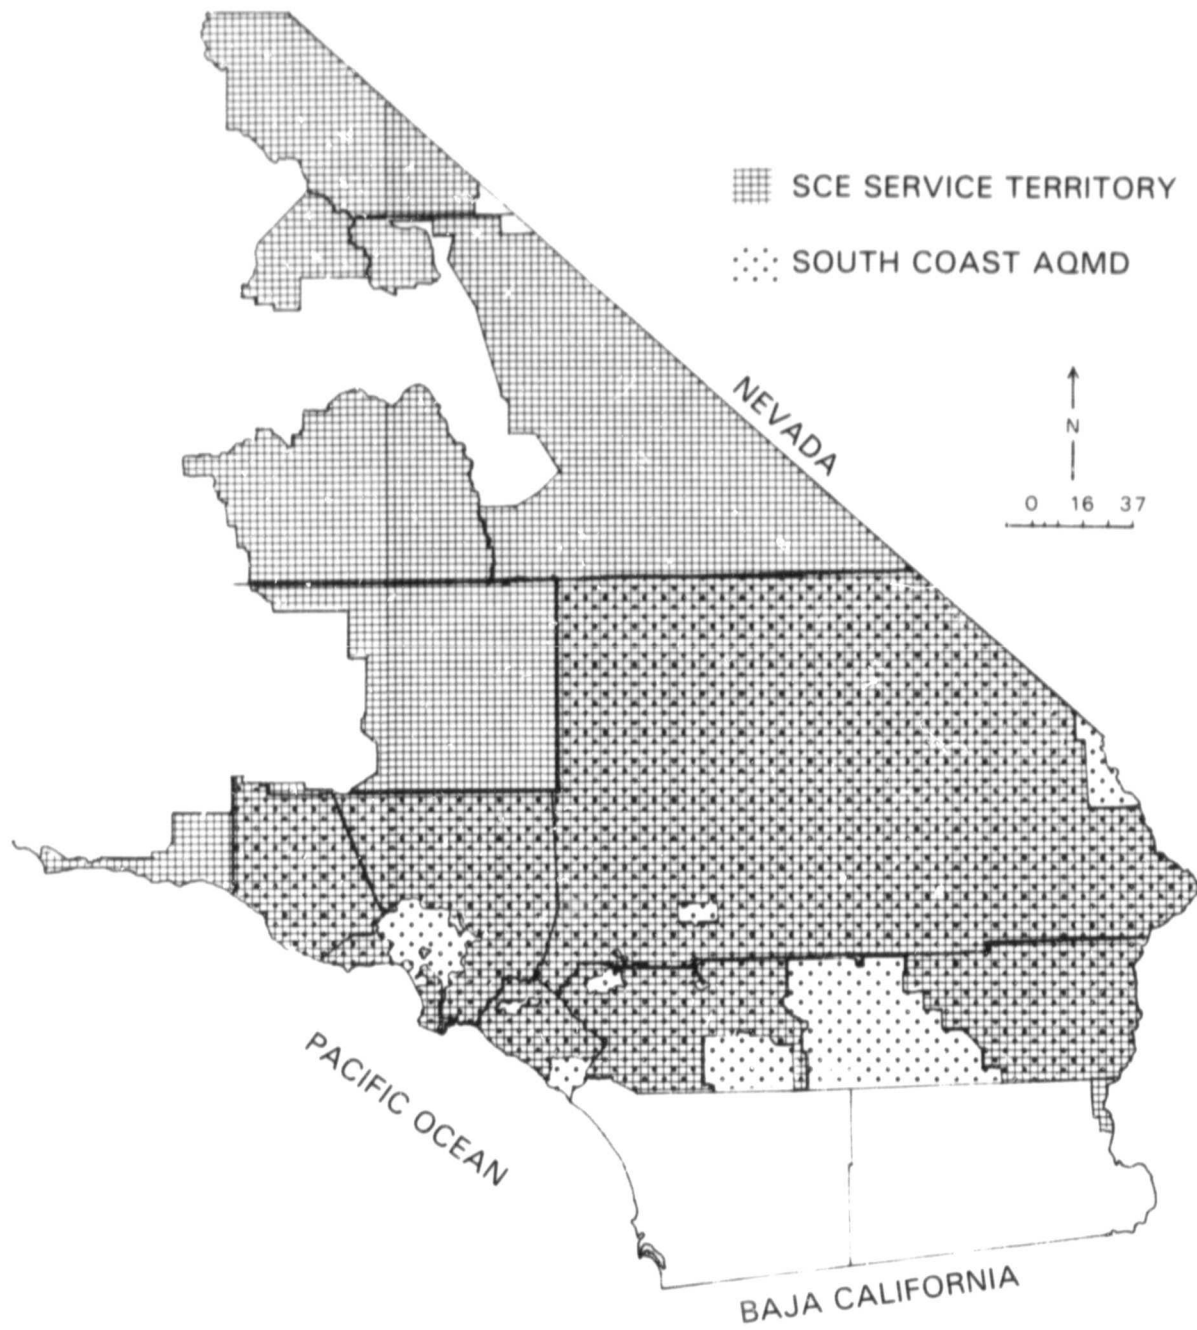 SCE SERVICE TERRITORY
SOUTH COAST AQMD
NEVADA
N
0 16 37
PACIFIC OCEAN
BAJA CALIFORNIA